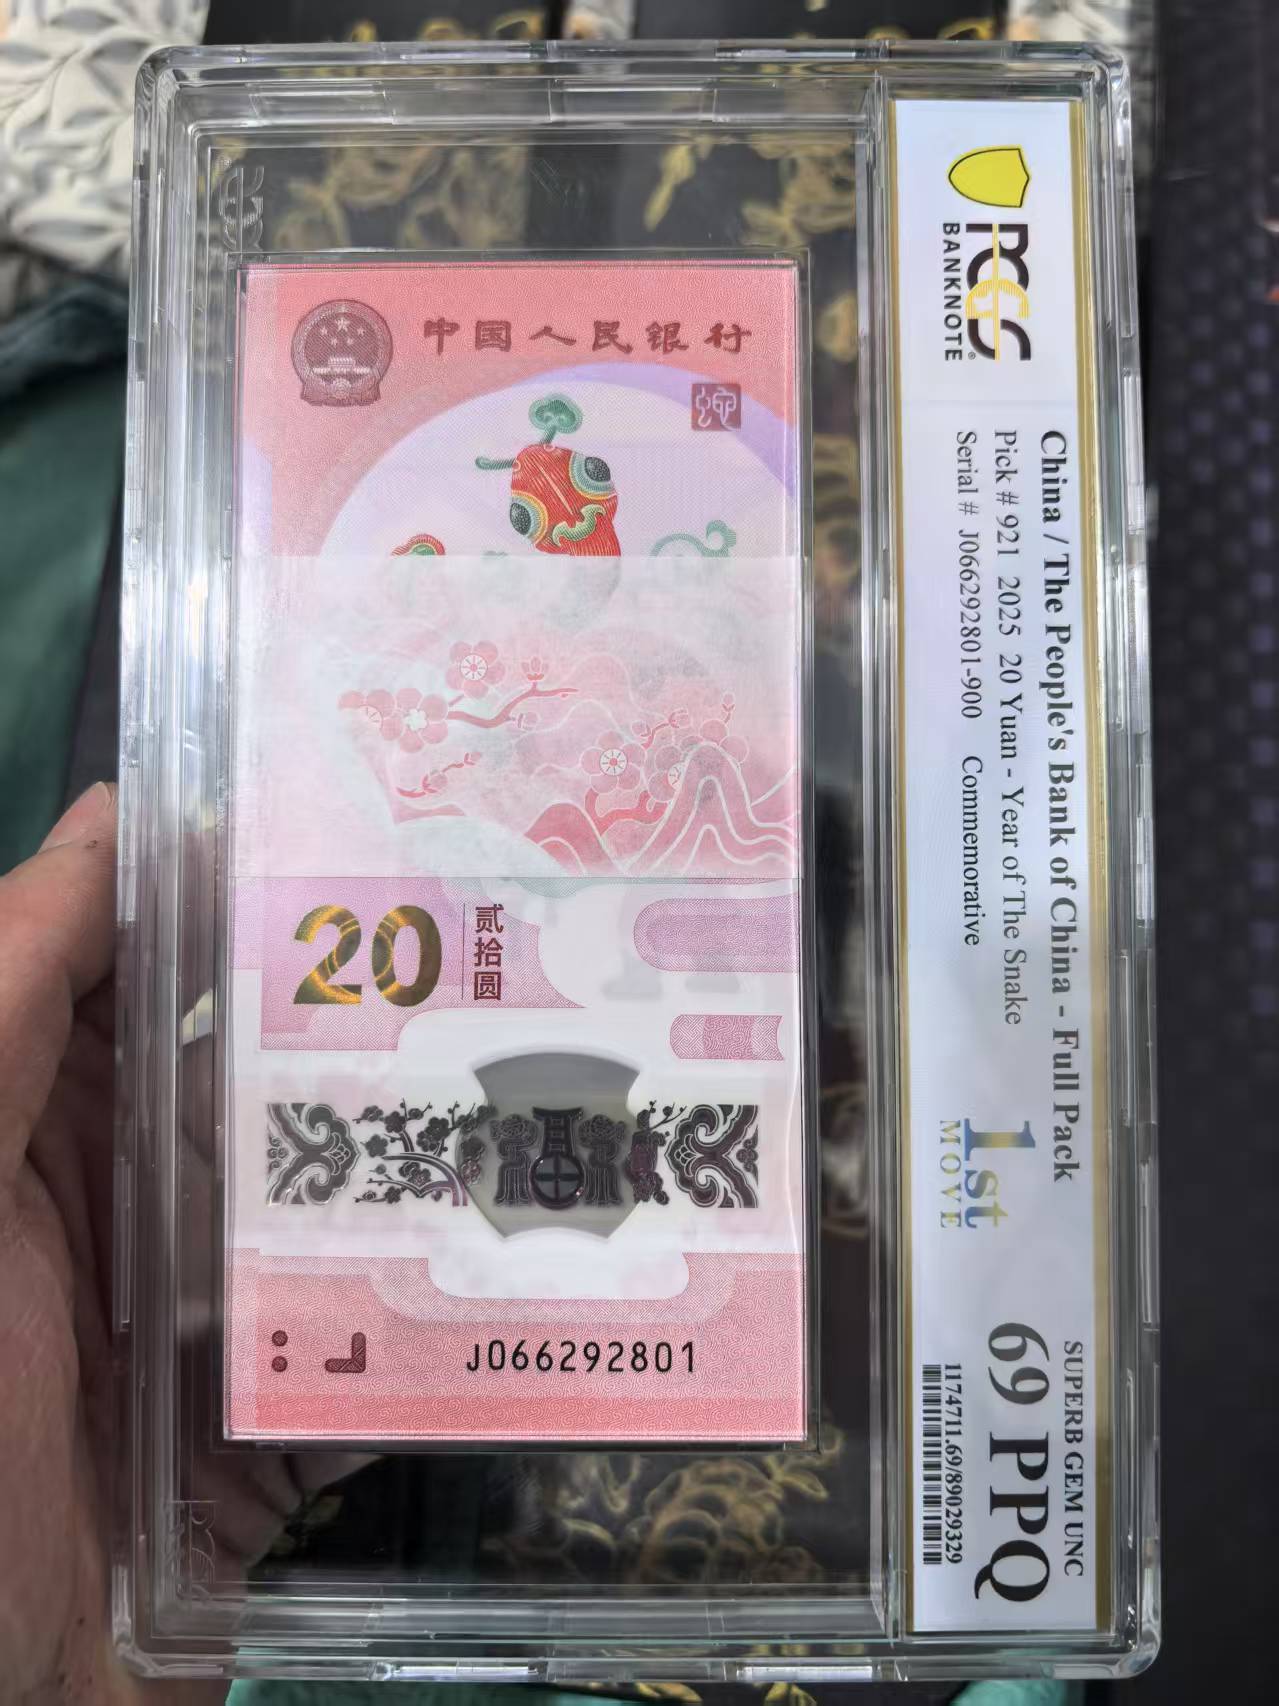 中国人民银行
20
贰拾圆
J066292801
PCGS
BANKNOTE
China / The People's Bank of China - Full Pack
Pick # 921 2025 20 Yuan - Year of The Snake
Serial # J066292801-900 Commemorative
1st
MOVE
SUPERB GEM UNC
69 PPQ
1174711.69/89029329